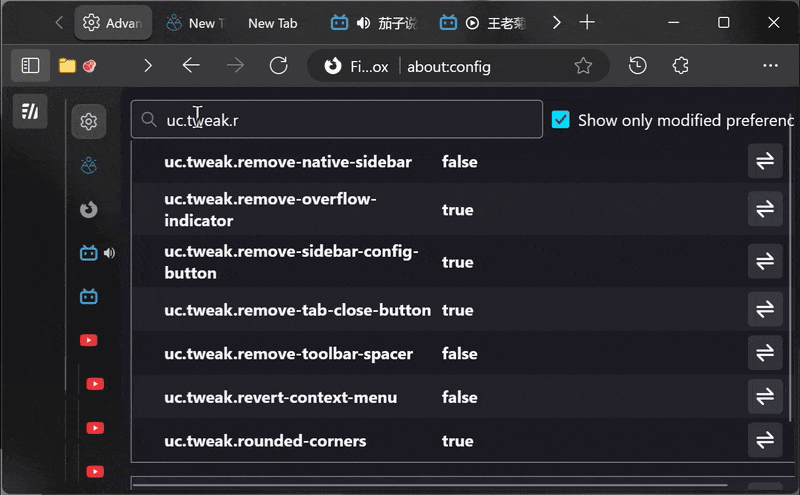 Advan
New T
New Tab
茄子说
王老菊
Fi...ox
about:config
uc.tweak.r
Show only modified preferenc
uc.tweak.remove-native-sidebar false
uc.tweak.remove-overflow-
indicator
true
uc.tweak.remove-sidebar-config-
button
true
uc.tweak.remove-tab-close-button true
uc.tweak.remove-toolbar-spacer false
uc.tweak.revert-context-menu false
uc.tweak.rounded-corners true